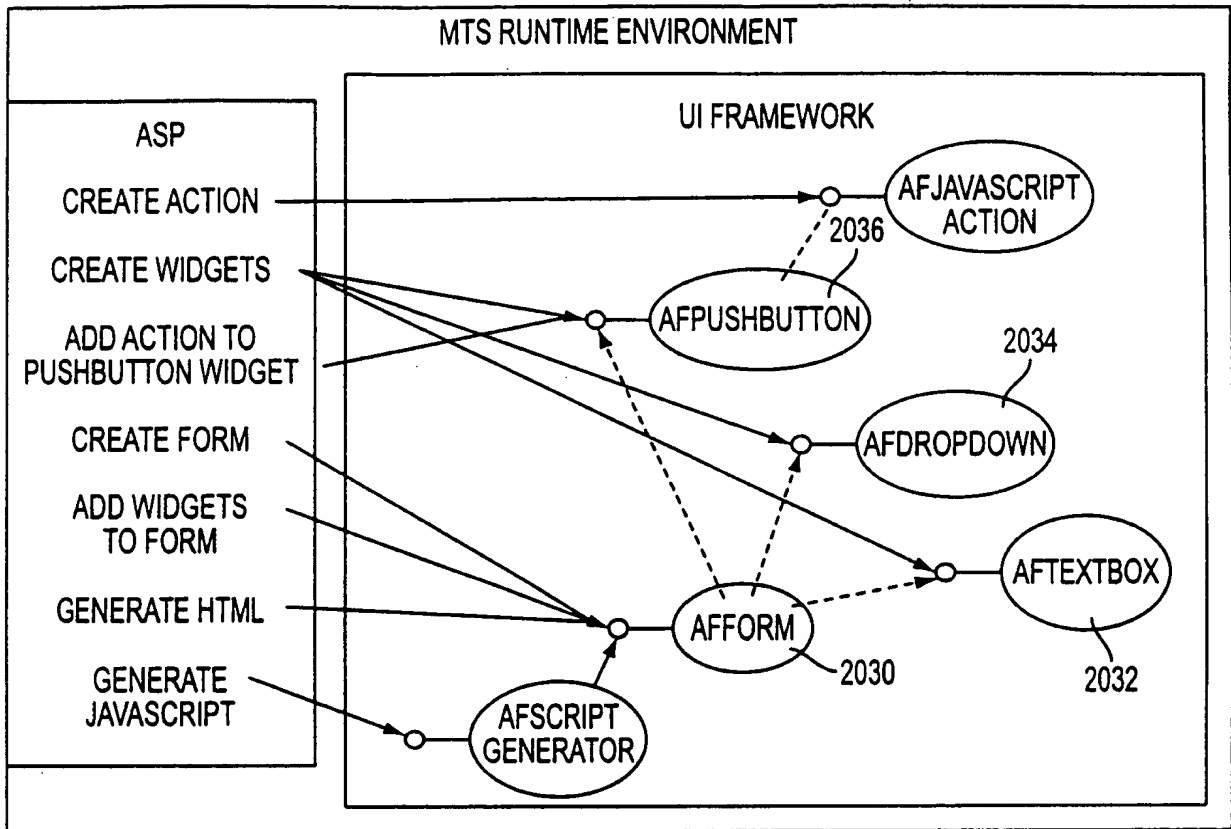 MTS RUNTIME ENVIRONMENT
ASP
CREATE ACTION
CREATE WIDGETS
ADD ACTION TO
PUSHBUTTON WIDGET
CREATE FORM
ADD WIDGETS
TO FORM
GENERATE HTML
GENERATE
JAVASCRIPT
UI FRAMEWORK
AFJAVASCRIPT
ACTION
2036
AFPUSHBUTTON
2034
AFDROPDOWN
AFTEXTBOX
2032
AFFORM
2030
AFSCRIPT
GENERATOR